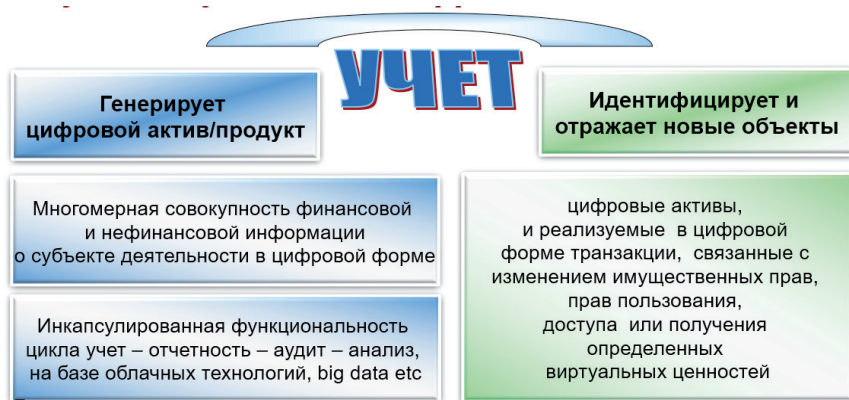 УЧЕТ
Генерирует
цифровой актив/продукт
Многомерная совокупность финансовой
и нефинансовой информации
о субъекте деятельности в цифровой форме
Инкапсулированная функциональность
цикла учет – отчетность – аудит – анализ,
на базе облачных технологий, big data etc
Идентифицирует и
отражает новые объекты
цифровые активы,
и реализуемые в цифровой
форме транзакции, связанные с
изменением имущественных прав,
прав пользования,
доступа или получения
определенных
виртуальных ценностей